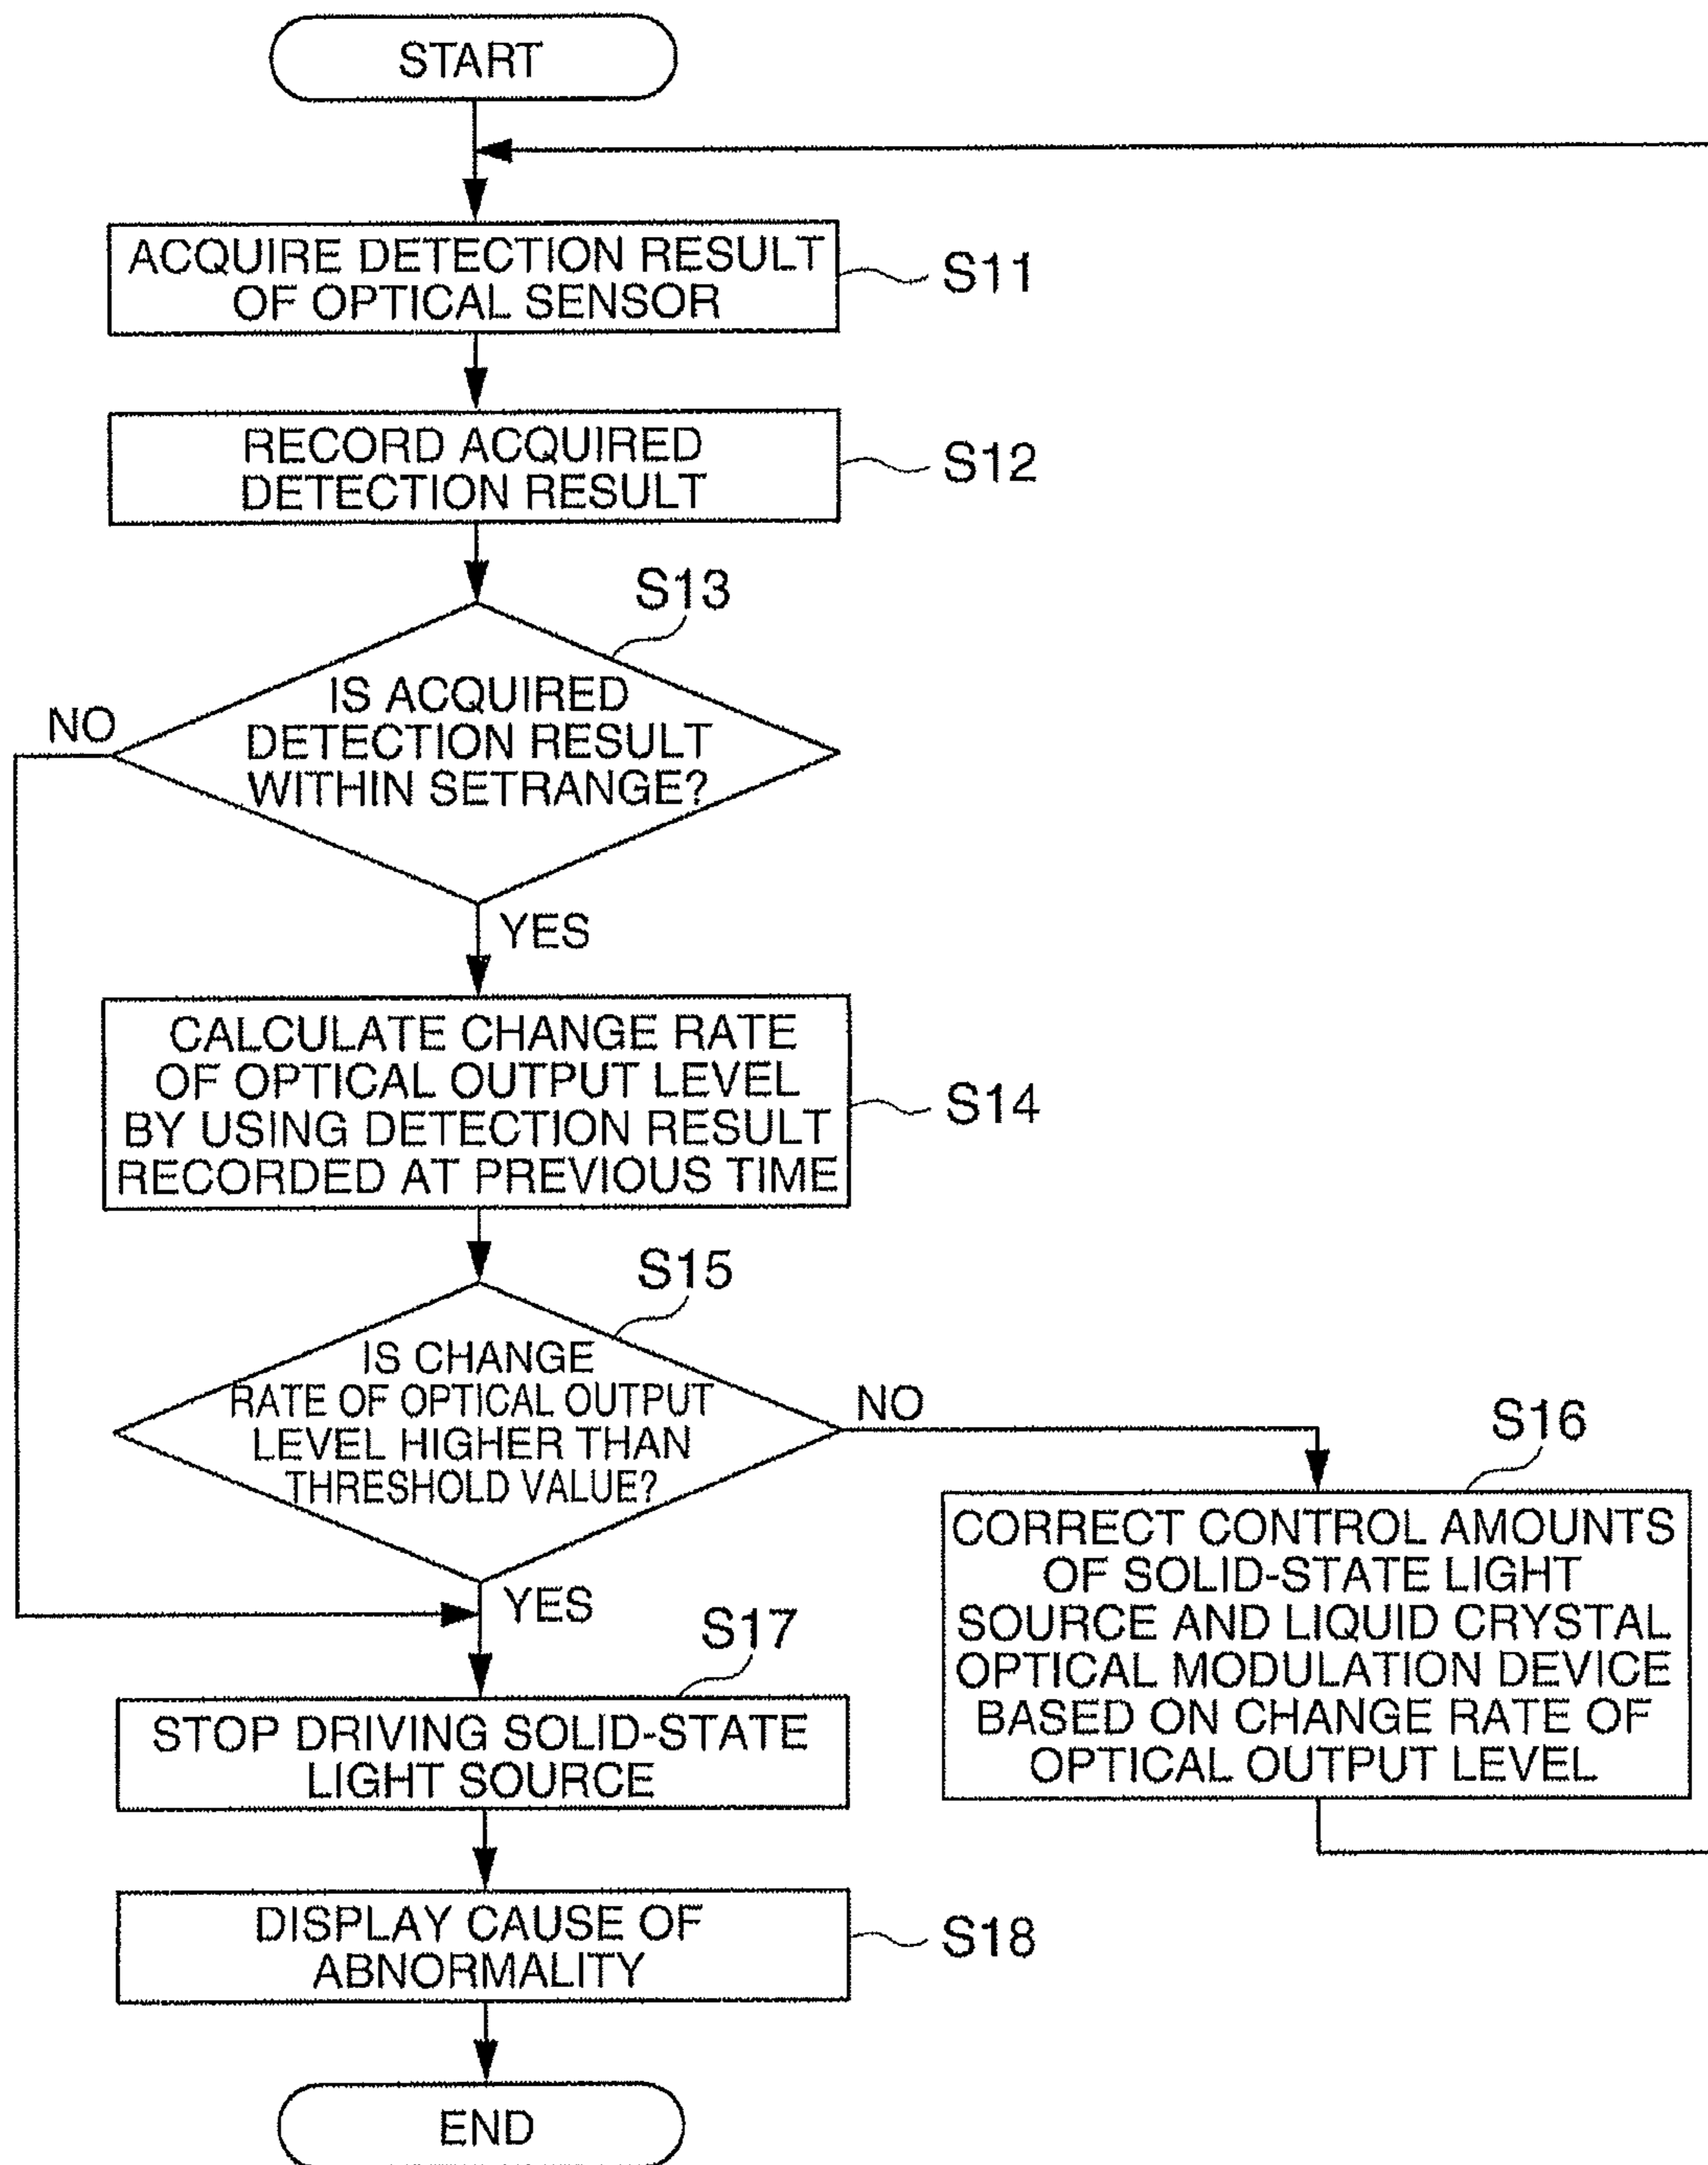 START
ACQUIRE DETECTION RESULT
OF OPTICAL SENSOR
S11
RECORD ACQUIRED
DETECTION RESULT
S12
S13
IS ACQUIRED
DETECTION RESULT
WITHIN SETRANGE?
NO
YES
CALCULATE CHANGE RATE
OF OPTICAL OUTPUT LEVEL
BY USING DETECTION RESULT
RECORDED AT PREVIOUS TIME
S14
S15
IS CHANGE
RATE OF OPTICAL OUTPUT
LEVEL HIGHER THAN
THRESHOLD VALUE?
NO
YES
S16
CORRECT CONTROL AMOUNTS
OF SOLID-STATE LIGHT
SOURCE AND LIQUID CRYSTAL
OPTICAL MODULATION DEVICE
BASED ON CHANGE RATE OF
OPTICAL OUTPUT LEVEL
S17
STOP DRIVING SOLID-STATE
LIGHT SOURCE
DISPLAY CAUSE OF
ABNORMALITY
S18
END